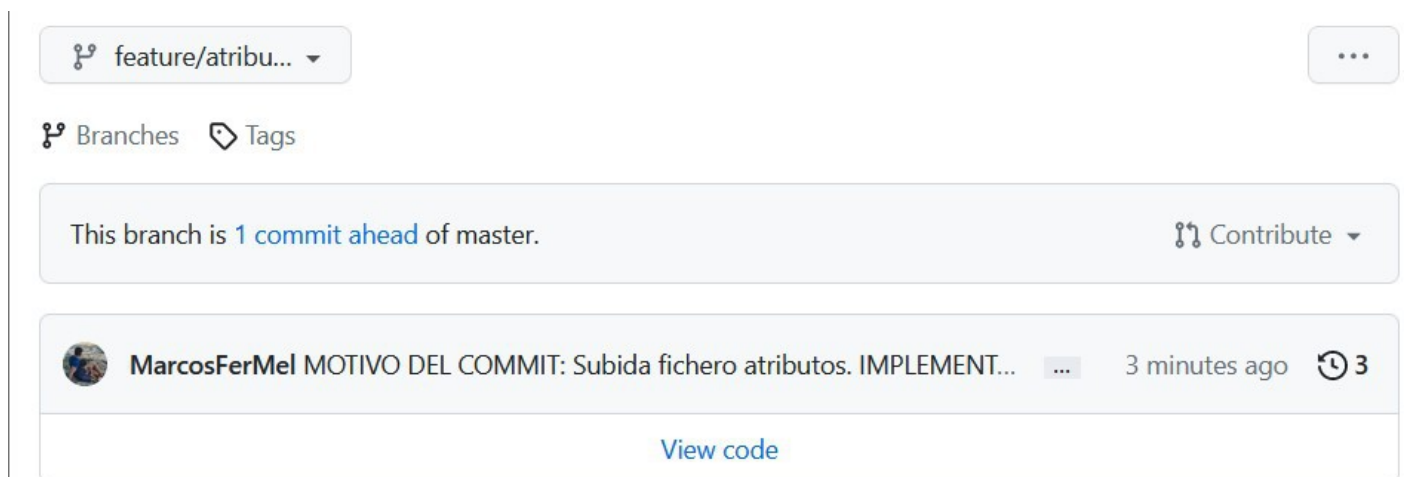 feature/atribu...
...
Branches Tags
This branch is 1 commit ahead of master. Contribute
MarcosFerMel MOTIVO DEL COMMIT: Subida fichero atributos. IMPLEMENT... ... 3 minutes ago 3
View code